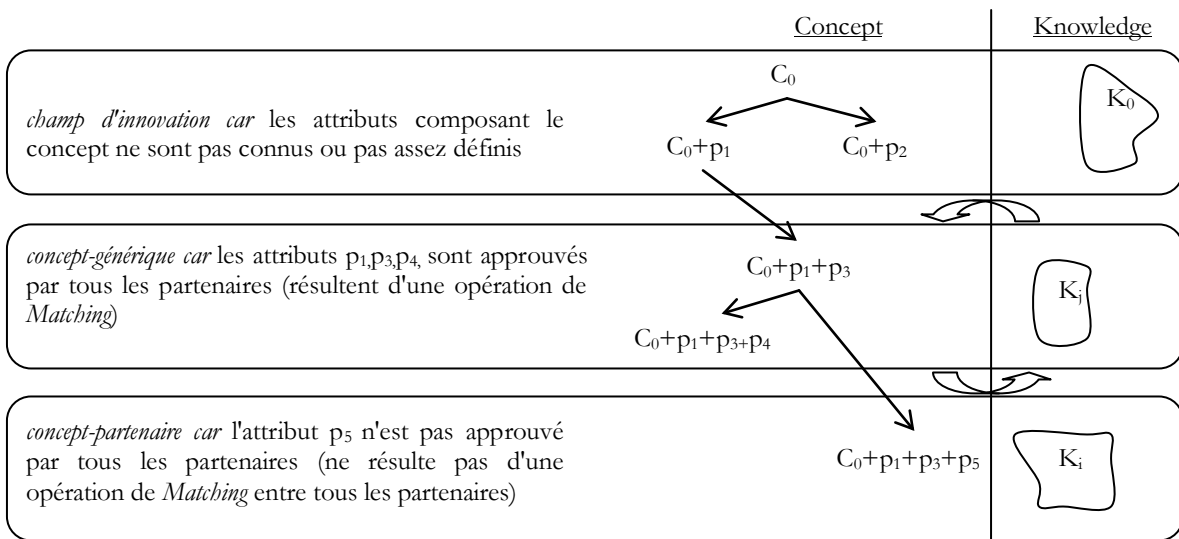 Concept Knowledge
C₀ K₀
champ d'innovation car les attributs composant le
concept ne sont pas connus ou pas assez définis
C₀+p₁ C₀+p₂
concept-générique car les attributs p₁,p₃,p₄, sont approuvés
par tous les partenaires (résultent d'une opération de
Matching)
C₀+p₁+p₃ Kⱼ
C₀+p₁+p₃₊p₄
concept-partenaire car l'attribut p₅ n'est pas approuvé
par tous les partenaires (ne résulte pas d'une
opération de Matching entre tous les partenaires)
C₀+p₁+p₃+p₅ Kᵢ